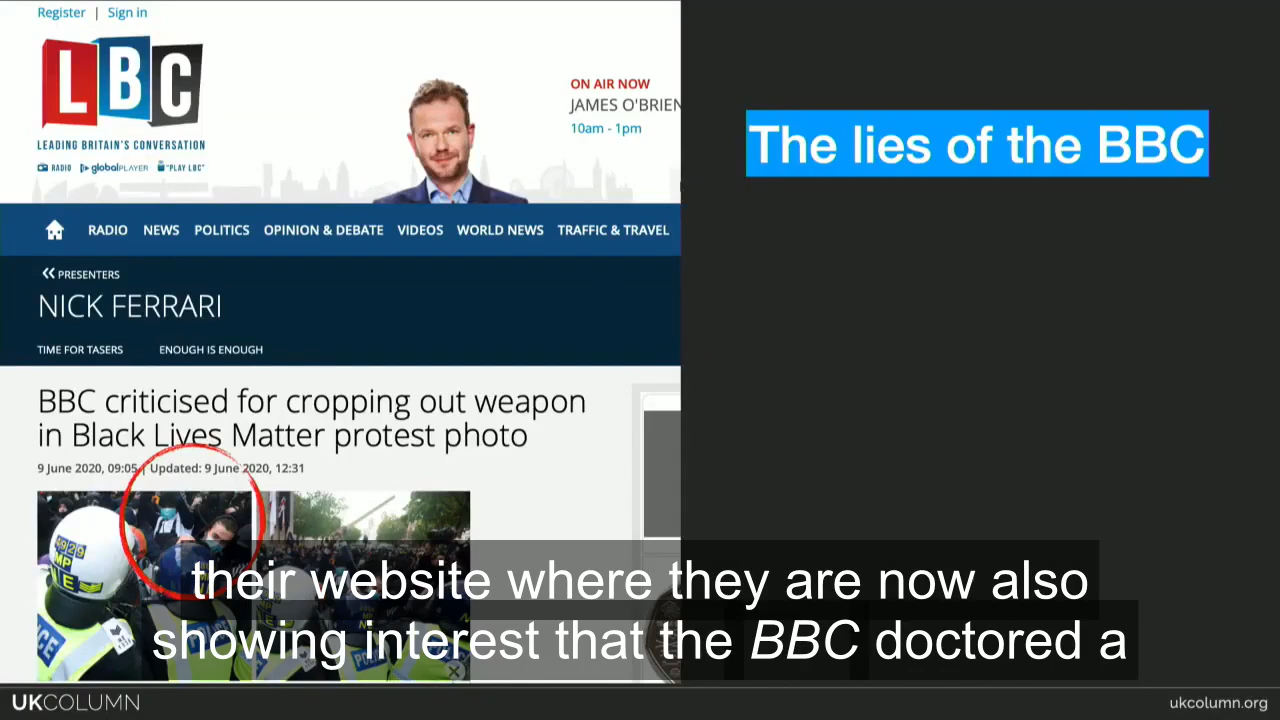 Register | Sign in
LBC
LEADING BRITAIN'S CONVERSATION
RADIO globalPLAYER "PLAY LBC"
ON AIR NOW
JAMES O'BRIEN
10am - 1pm
The lies of the BBC
RADIO NEWS POLITICS OPINION & DEBATE VIDEOS WORLD NEWS TRAFFIC & TRAVEL
PRESENTERS
NICK FERRARI
TIME FOR TASERS ENOUGH IS ENOUGH
BBC criticised for cropping out weapon
in Black Lives Matter protest photo
9 June 2020, 09:05 | Updated: 9 June 2020, 12:31
4929
their website where they are now also
showing interest that the BBC doctored a
UKCOLUMN
ukcolumn.org